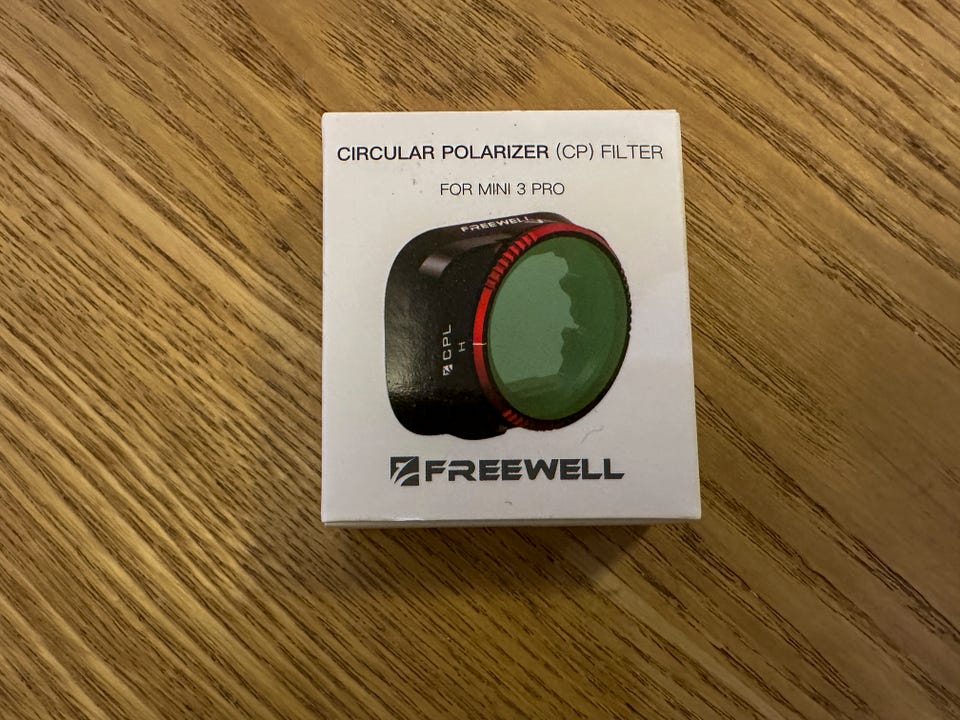 CIRCULAR POLARIZER (CP) FILTER
FOR MINI 3 PRO
FREEWELL
CPL
H
FREEWELL